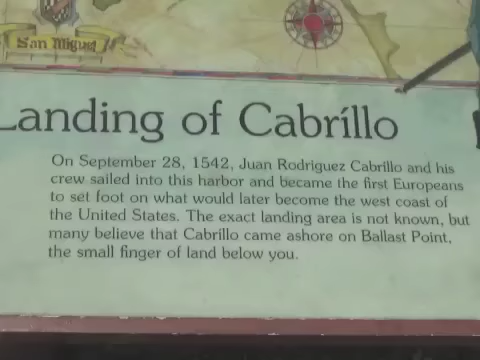 San Miguel
Landing of Cabríllo
On September 28, 1542, Juan Rodriguez Cabrillo and his
crew sailed into this harbor and became the first Europeans
to set foot on what would later become the west coast of
the United States. The exact landing area is not known, but
many believe that Cabrillo came ashore on Ballast Point,
the small finger of land below you.